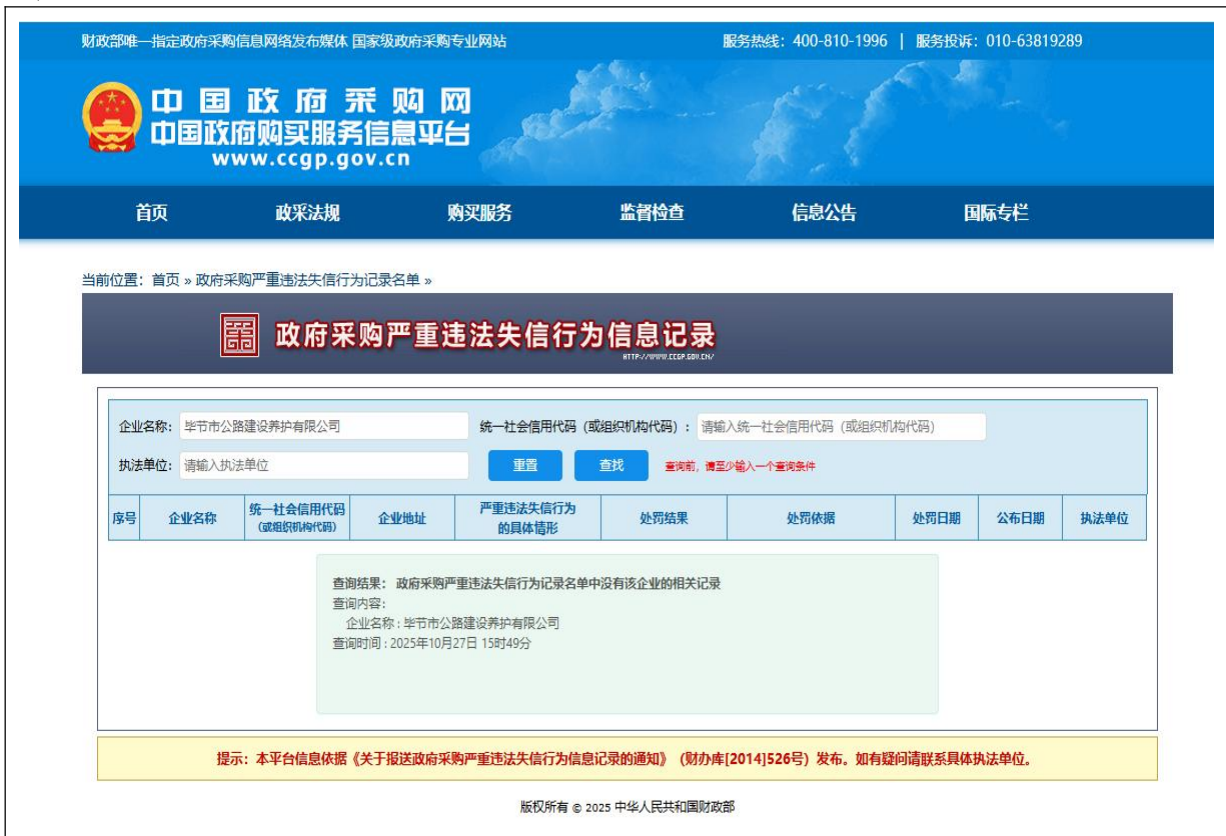 财政部唯一指定政府采购信息网络发布媒体 国家级政府采购专业网站
服务热线：400-810-1996 | 服务投诉：010-63819289
中国政府采购网
中国政府购买服务信息平台
www.ccgp.gov.cn
首页 政采法规 购买服务 监督检查 信息公告 国际专栏
当前位置：首页 » 政府采购严重违法失信行为记录名单 »
政府采购严重违法失信行为信息记录
HTTP://WWW.CCGP.GOV.CN/
企业名称：毕节市公路建设养护有限公司 统一社会信用代码（或组织机构代码）：请输入统一社会信用代码（或组织机构代码）
执法单位：请输入执法单位 重置 查找 查询前，请至少输入一个查询条件
序号 企业名称 统一社会信用代码（或组织机构代码） 企业地址 严重违法失信行为的具体情形 处罚结果 处罚依据 处罚日期 公布日期 执法单位
查询结果： 政府采购严重违法失信行为记录名单中没有该企业的相关记录
查询内容：
企业名称 : 毕节市公路建设养护有限公司
查询时间 : 2025年10月27日 15时49分
提示：本平台信息依据《关于报送政府采购严重违法失信行为信息记录的通知》（财办库[2014]526号）发布。如有疑问请联系具体执法单位。
版权所有 © 2025 中华人民共和国财政部